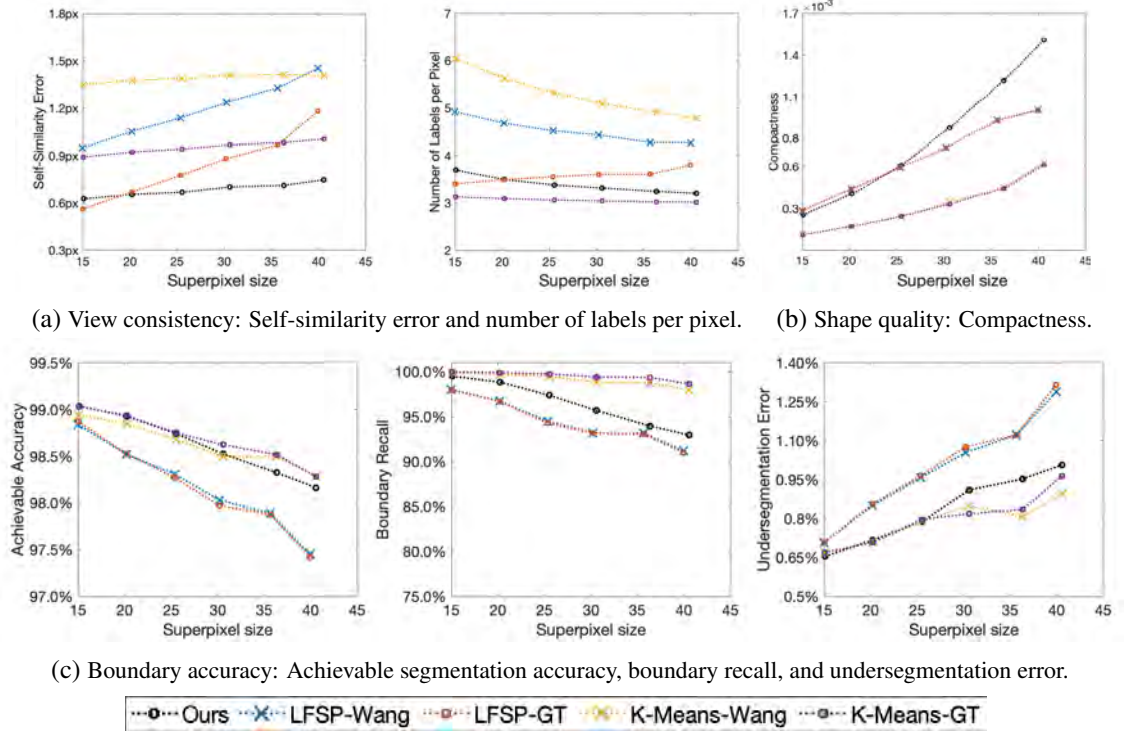 1.8px
1.5px
1.2px
0.9px
0.6px
0.3px
Self-Similarity Error
15 20 25 30 35 40 45
Superpixel size
7
6
5
4
3
2
Number of Labels per Pixel
15 20 25 30 35 40 45
Superpixel size
×10⁻³
1.7
1.4
1.1
0.6
0.3
Compactness
15 20 25 30 35 40 45
Superpixel size
(a) View consistency: Self-similarity error and number of labels per pixel.
(b) Shape quality: Compactness.
99.5%
99.0%
98.5%
98.0%
97.5%
97.0%
Achievable Accuracy
15 20 25 30 35 40 45
Superpixel size
100.0%
95.0%
90.0%
85.0%
80.0%
75.0%
Boundary Recall
15 20 25 30 35 40 45
Superpixel size
1.40%
1.25%
1.10%
0.95%
0.8%
0.65%
0.5%
Undersegmentation Error
15 20 25 30 35 40 45
Superpixel size
(c) Boundary accuracy: Achievable segmentation accuracy, boundary recall, and undersegmentation error.
Ours LFSP-Wang LFSP-GT K-Means-Wang K-Means-GT